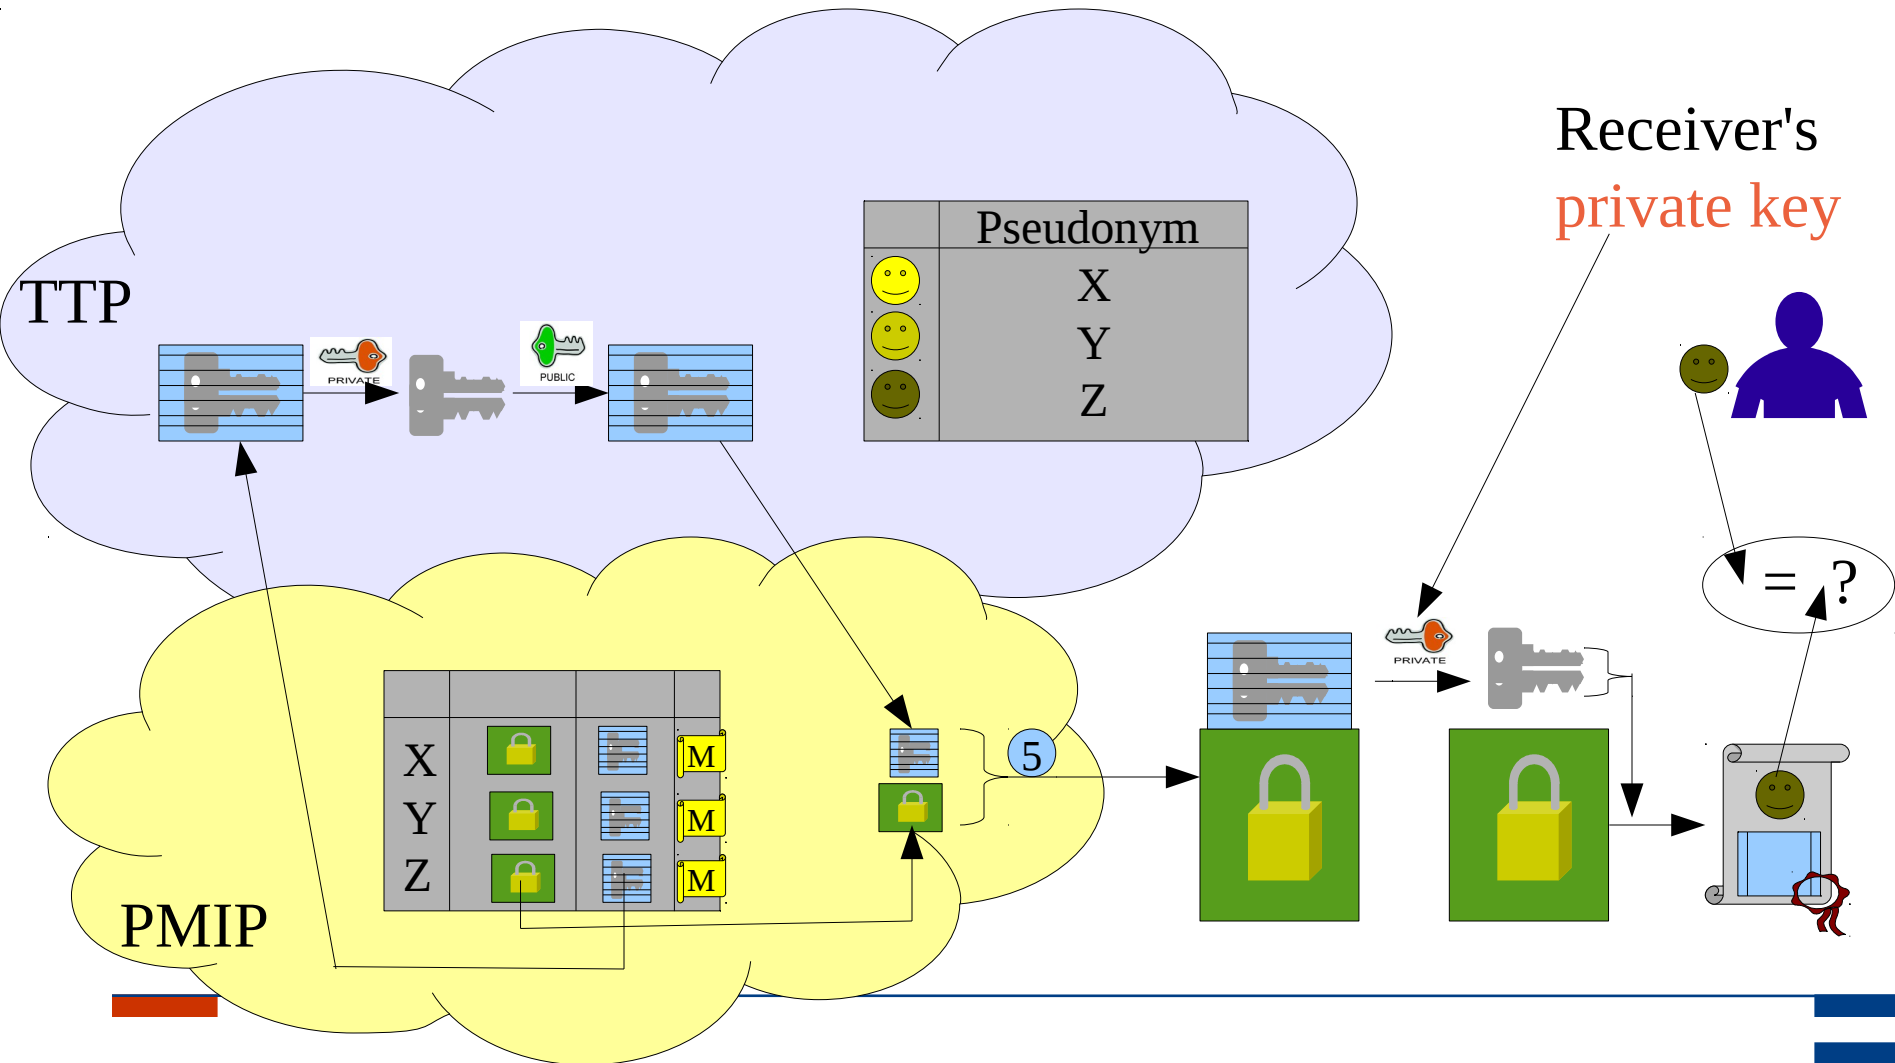 Receiver's
private key
Pseudonym
X
Y
Z
TTP
PRIVATE
PUBLIC
= ?
PRIVATE
5
X M
Y M
Z M
PMIP